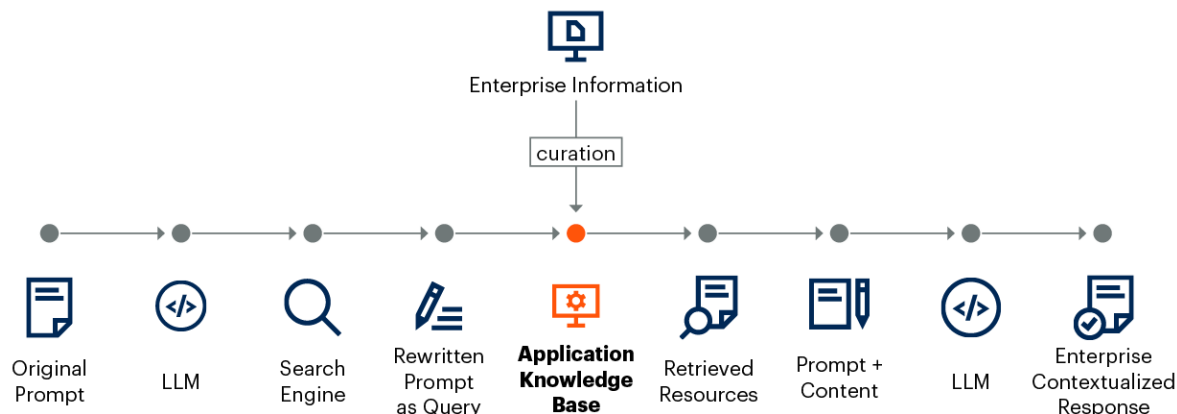 Enterprise Information
curation
Original
Prompt
LLM
Search
Engine
Rewritten
Prompt
as Query
Application
Knowledge
Base
Retrieved
Resources
Prompt +
Content
LLM
Enterprise
Contextualized
Response